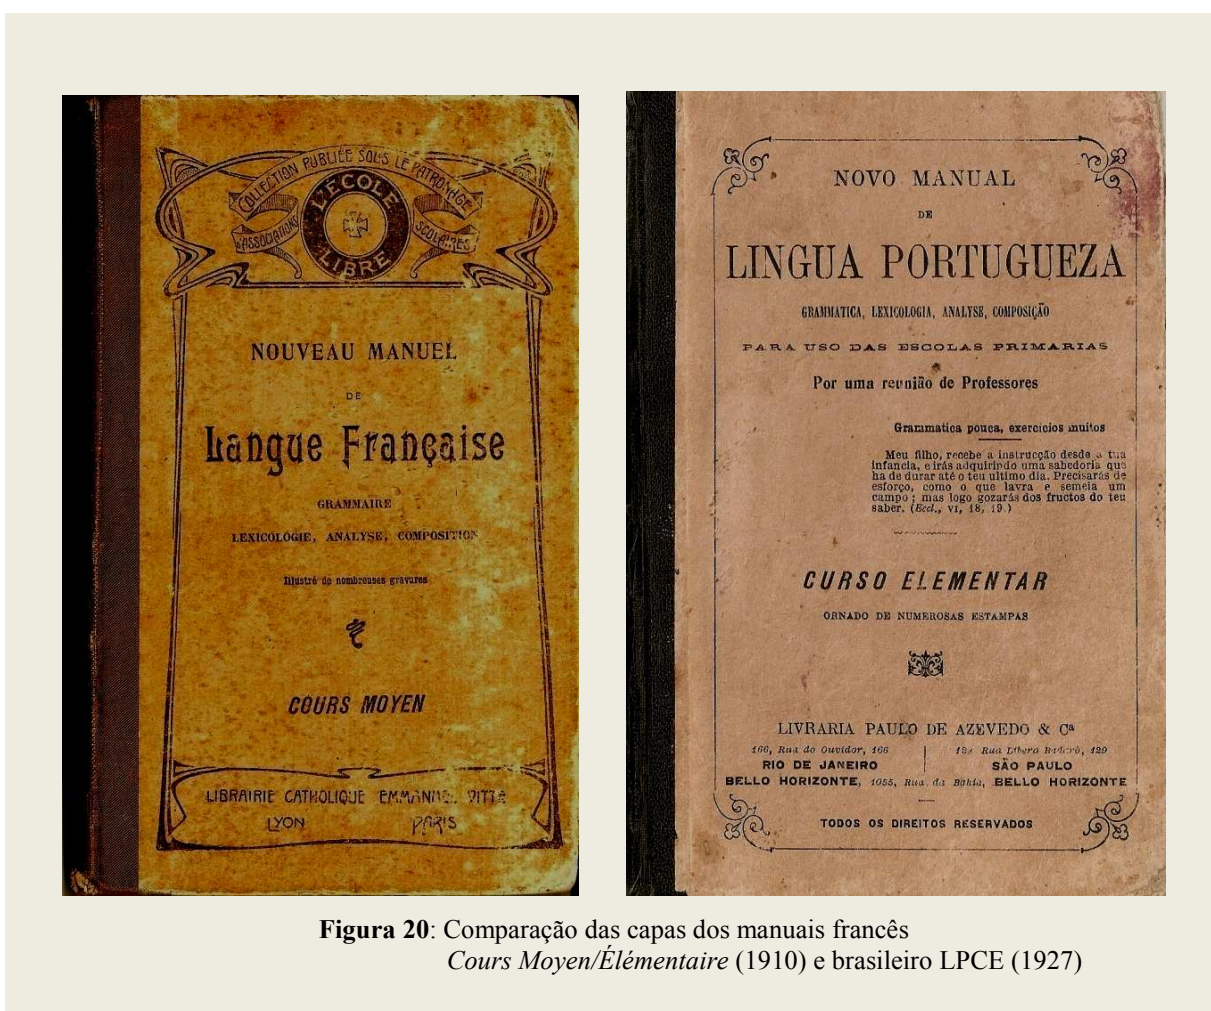 COLLECTION PUBLIÉE SOUS LE PATRONAGE
ASSOCIATIONS SCOLAIRES
L'ECOLE
LIBRE
NOUVEAU MANUEL
DE
Langue Française
GRAMMAIRE
LEXICOLOGIE, ANALYSE, COMPOSITION
Illustré de nombreuses gravures
COURS MOYEN
LIBRAIRIE CATHOLIQUE EMMANUEL VITTE
LYON PARIS
NOVO MANUAL
DE
LINGUA PORTUGUEZA
GRAMMATICA, LEXICOLOGIA, ANALYSE, COMPOSIÇÃO
PARA USO DAS ESCOLAS PRIMARIAS
Por uma reunião de Professores
Grammatica pouca, exercicios muitos
Meu filho, recebe a instrucção desde a tua
infancia, e irás adquirindo uma sabedoria que
ha de durar até o teu ultimo dia. Precisarás de
esforço, como o que lavra e semeia um
campo ; mas logo gozarás dos fructos do teu
saber. (Eccl., VI, 18, 19.)
CURSO ELEMENTAR
ORNADO DE NUMEROSAS ESTAMPAS
LIVRARIA PAULO DE AZEVEDO & Cª
166, Rua do Ouvidor, 166
RIO DE JANEIRO
129 Rua Libero Badaró, 129
SÃO PAULO
BELLO HORIZONTE, 1055, Rua da Bahia, BELLO HORIZONTE
TODOS OS DIREITOS RESERVADOS
Figura 20: Comparação das capas dos manuais francês
Cours Moyen/Élémentaire (1910) e brasileiro LPCE (1927)